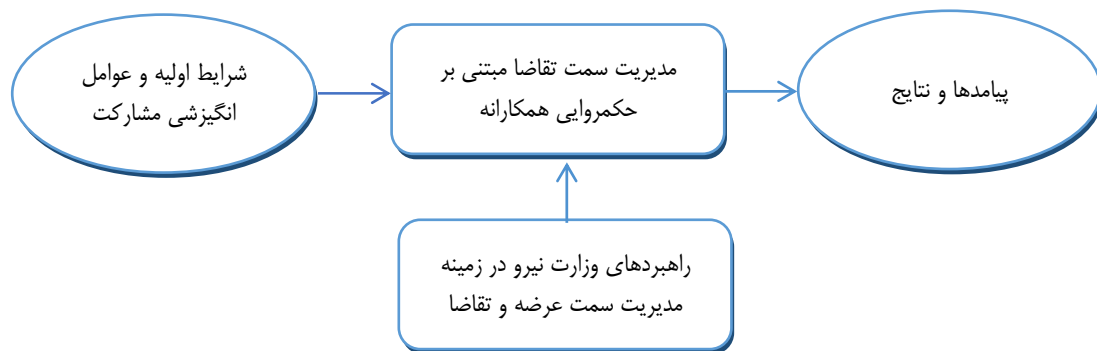 شرایط اولیه و عوامل
انگیزشی مشارکت
مدیریت سمت تقاضا مبتنی بر
حکمروایی همکارانه
پیامدها و نتایج
راهبردهای وزارت نیرو در زمینه
مدیریت سمت عرضه و تقاضا